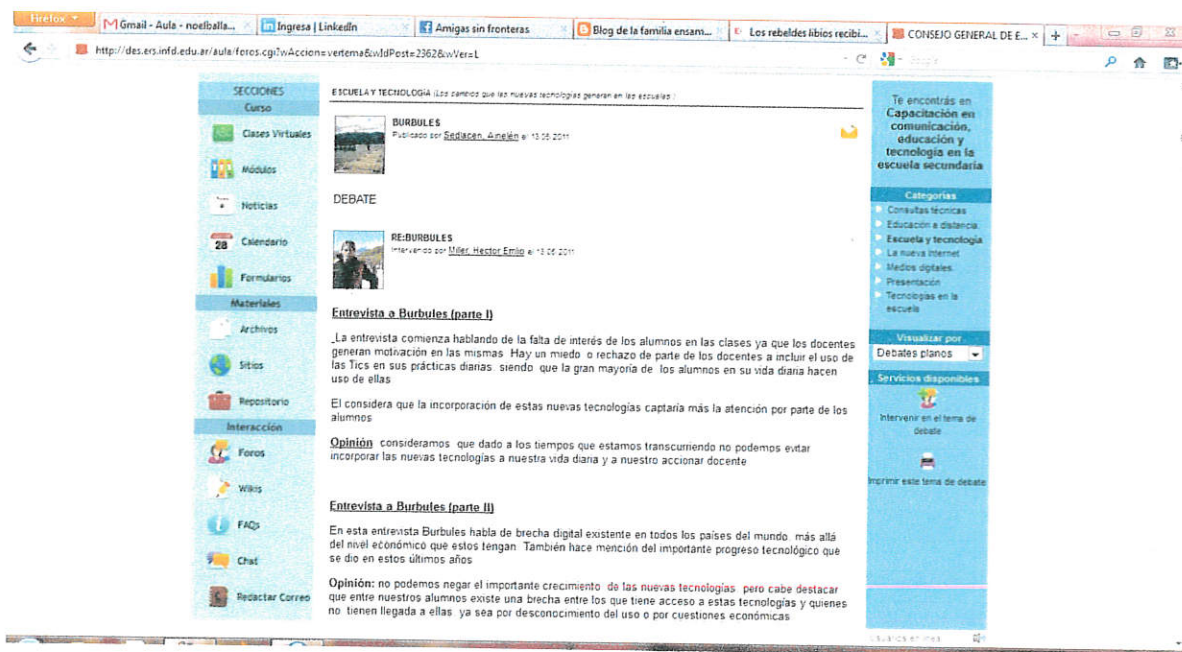 Firefox
Gmail - Aula - noelballa...
Ingresa | LinkedIn
Amigas sin fronteras
Blog de la familia ensam...
Los rebeldes libios recibi...
CONSEJO GENERAL DE E...
http://des.ers.infd.edu.ar/aula/foros.cgi?wAccion=vertema&wIdPost=2362&wVer=L
Google
SECCIONES
Curso
Clases Virtuales
Módulos
Noticias
28
Calendario
Formularios
Materiales
Archivos
Sitios
Repositorio
Interacción
Foros
Wikis
FAQs
Chat
Redactar Correo
ESCUELA Y TECNOLOGÍA (Los cambios que las nuevas tecnologías generan en las escuelas.)
BURBULES
Publicado por Sedlacen, Ainelén el 13.05.2011
DEBATE
RE:BURBULES
Intervenido por Miller, Hector Emilio el 13.05.2011
Entrevista a Burbules (parte I)
La entrevista comienza hablando de la falta de interés de los alumnos en las clases ya que los docentes
generan motivación en las mismas Hay un miedo o rechazo de parte de los docentes a incluir el uso de
las Tics en sus prácticas diarias siendo que la gran mayoría de los alumnos en su vida diaria hacen
uso de ellas
El considera que la incorporación de estas nuevas tecnologías captaría más la atención por parte de los
alumnos
Opinión consideramos que dado a los tiempos que estamos transcurriendo no podemos evitar
incorporar las nuevas tecnologías a nuestra vida diaria y a nuestro accionar docente
Entrevista a Burbules (parte II)
En esta entrevista Burbules habla de brecha digital existente en todos los países del mundo más allá
del nivel económico que estos tengan También hace mención del importante progreso tecnológico que
se dio en estos últimos años
Opinión: no podemos negar el importante crecimiento de las nuevas tecnologías pero cabe destacar
que entre nuestros alumnos existe una brecha entre los que tiene acceso a estas tecnologías y quienes
no tienen llegada a ellas ya sea por desconocimiento del uso o por cuestiones económicas
Te encontrás en
Capacitación en
comunicación,
educación y
tecnología en la
escuela secundaria
Categorías
Consultas técnicas
Educación a distancia
Escuela y tecnología
La nueva Internet
Medios digitales
Presentación
Tecnologías en la
escuela
Visualizar por
Debates planos
Servicios disponibles
Intervenir en el tema de
debate
Imprimir este tema de debate
Usuarios en línea